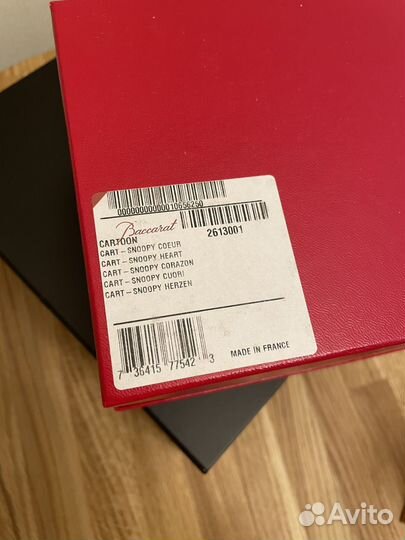 0000000000010656250
Baccarat
2613001
CARTOON
CART-SNOOPY COEUR
CART-SNOOPY HEART
CART-SNOOPY CORAZON
CART-SNOOPY CUORI
CART-SNOOPY HERZEN
7 36415 77542 3
MADE IN FRANCE
Avito